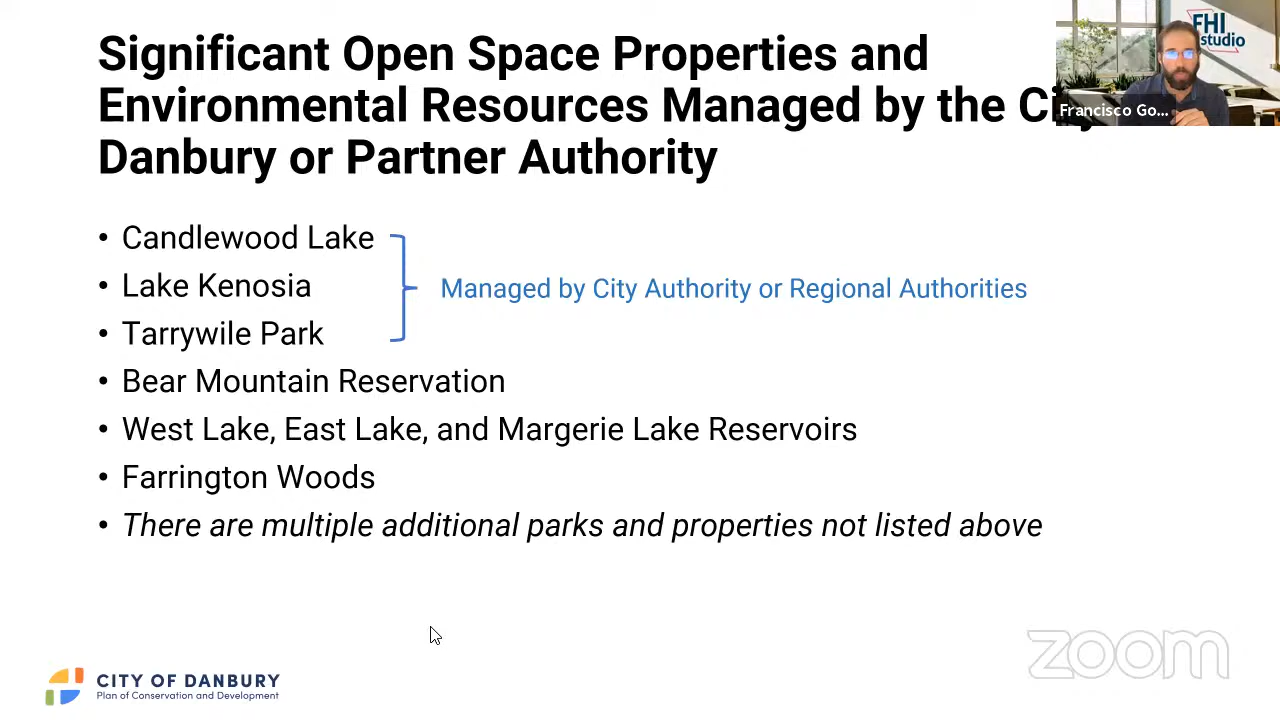 Significant Open Space Properties and
Environmental Resources Managed by the City
Danbury or Partner Authority
FHI
studio
Francisco Go...
• Candlewood Lake
• Lake Kenosia
• Tarrywile Park
Managed by City Authority or Regional Authorities
• Bear Mountain Reservation
• West Lake, East Lake, and Margerie Lake Reservoirs
• Farrington Woods
• There are multiple additional parks and properties not listed above
CITY OF DANBURY
Plan of Conservation and Development
zoom